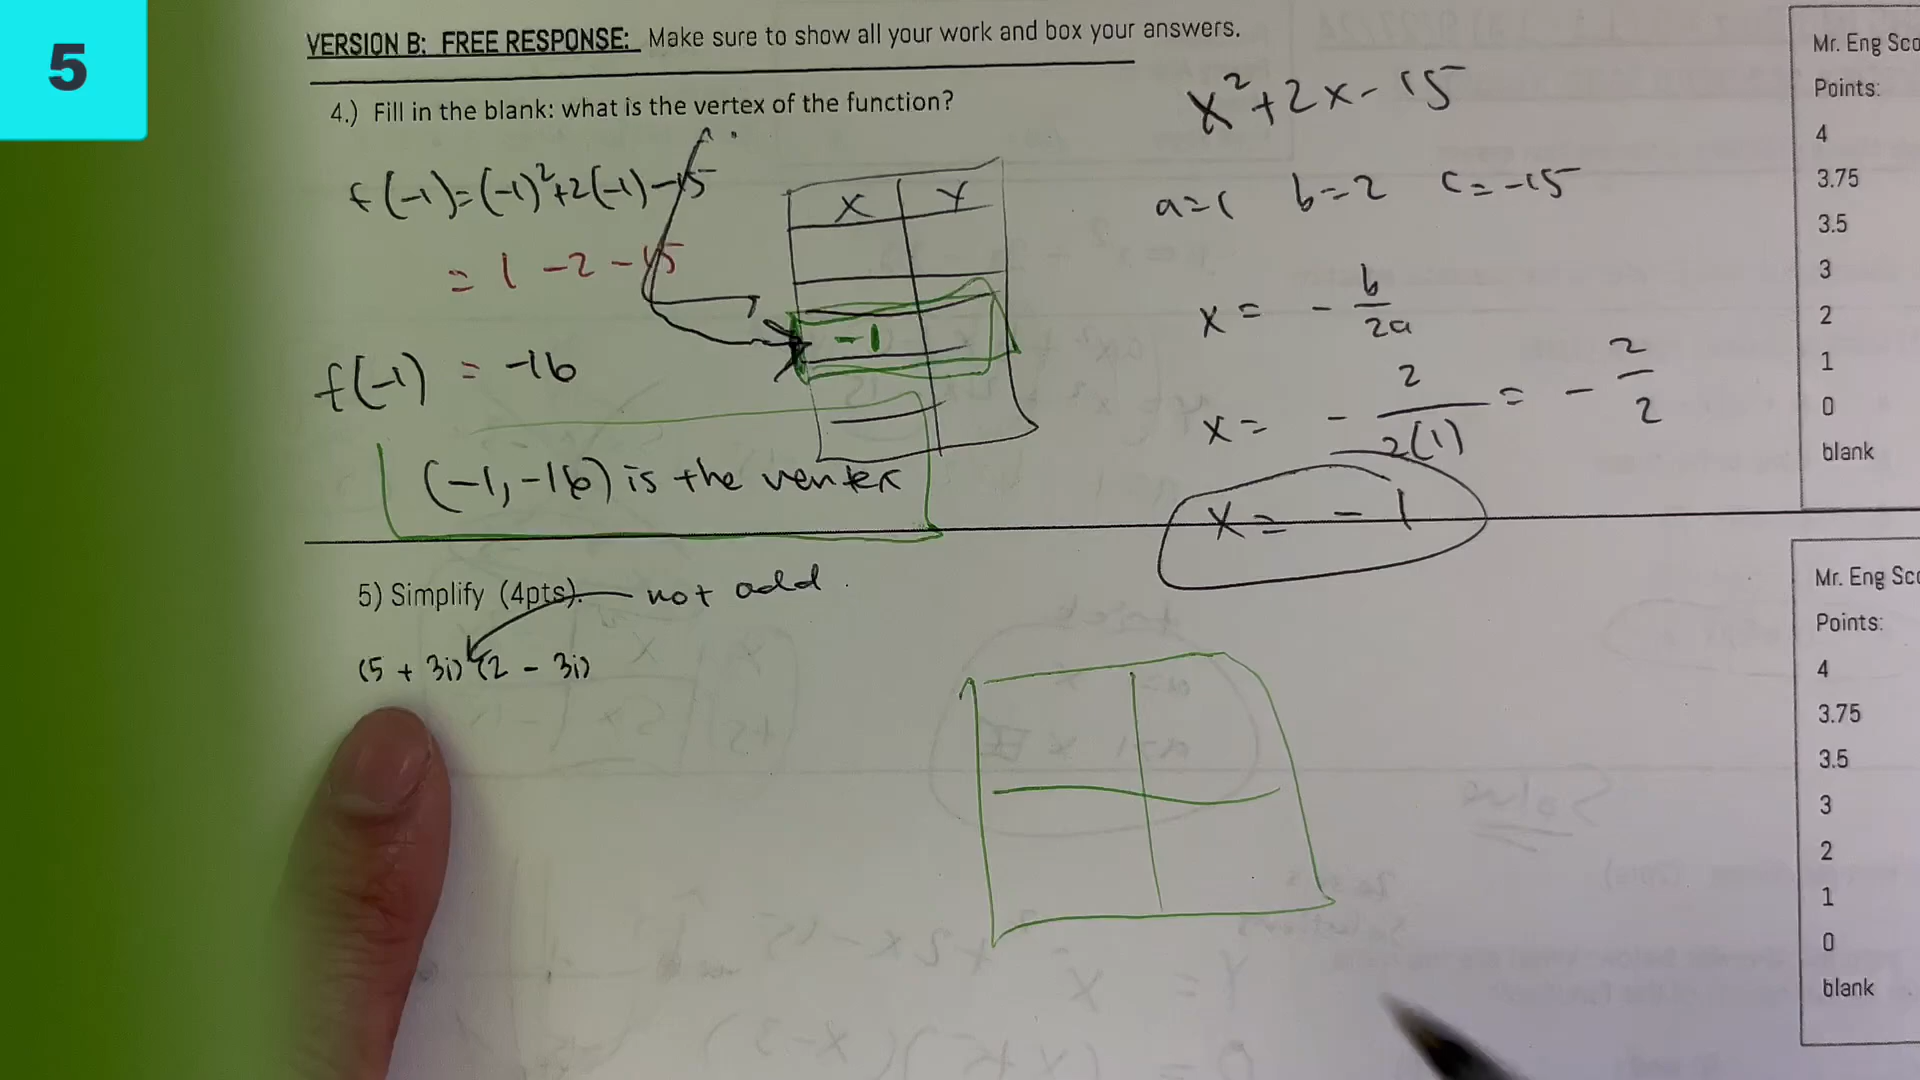 5
VERSION B: FREE RESPONSE: Make sure to show all your work and box your answers.
4.) Fill in the blank: what is the vertex of the function?
f(-1)=(-1)²+2(-1)-15
= 1 -2 -15
f(-1) = -16
(-1,-16) is the vertex
X Y
-1
x²+2x-15
a=1 b=2 c=-15
x = - b/2a
x = - 2/2(1) = - 2/2
x = -1
Mr. Eng Sco
Points:
4
3.75
3.5
3
2
1
0
blank
5) Simplify (4pts). not add.
(5 + 3i) (2 - 3i)
Mr. Eng Sco
Points:
4
3.75
3.5
3
2
1
0
blank